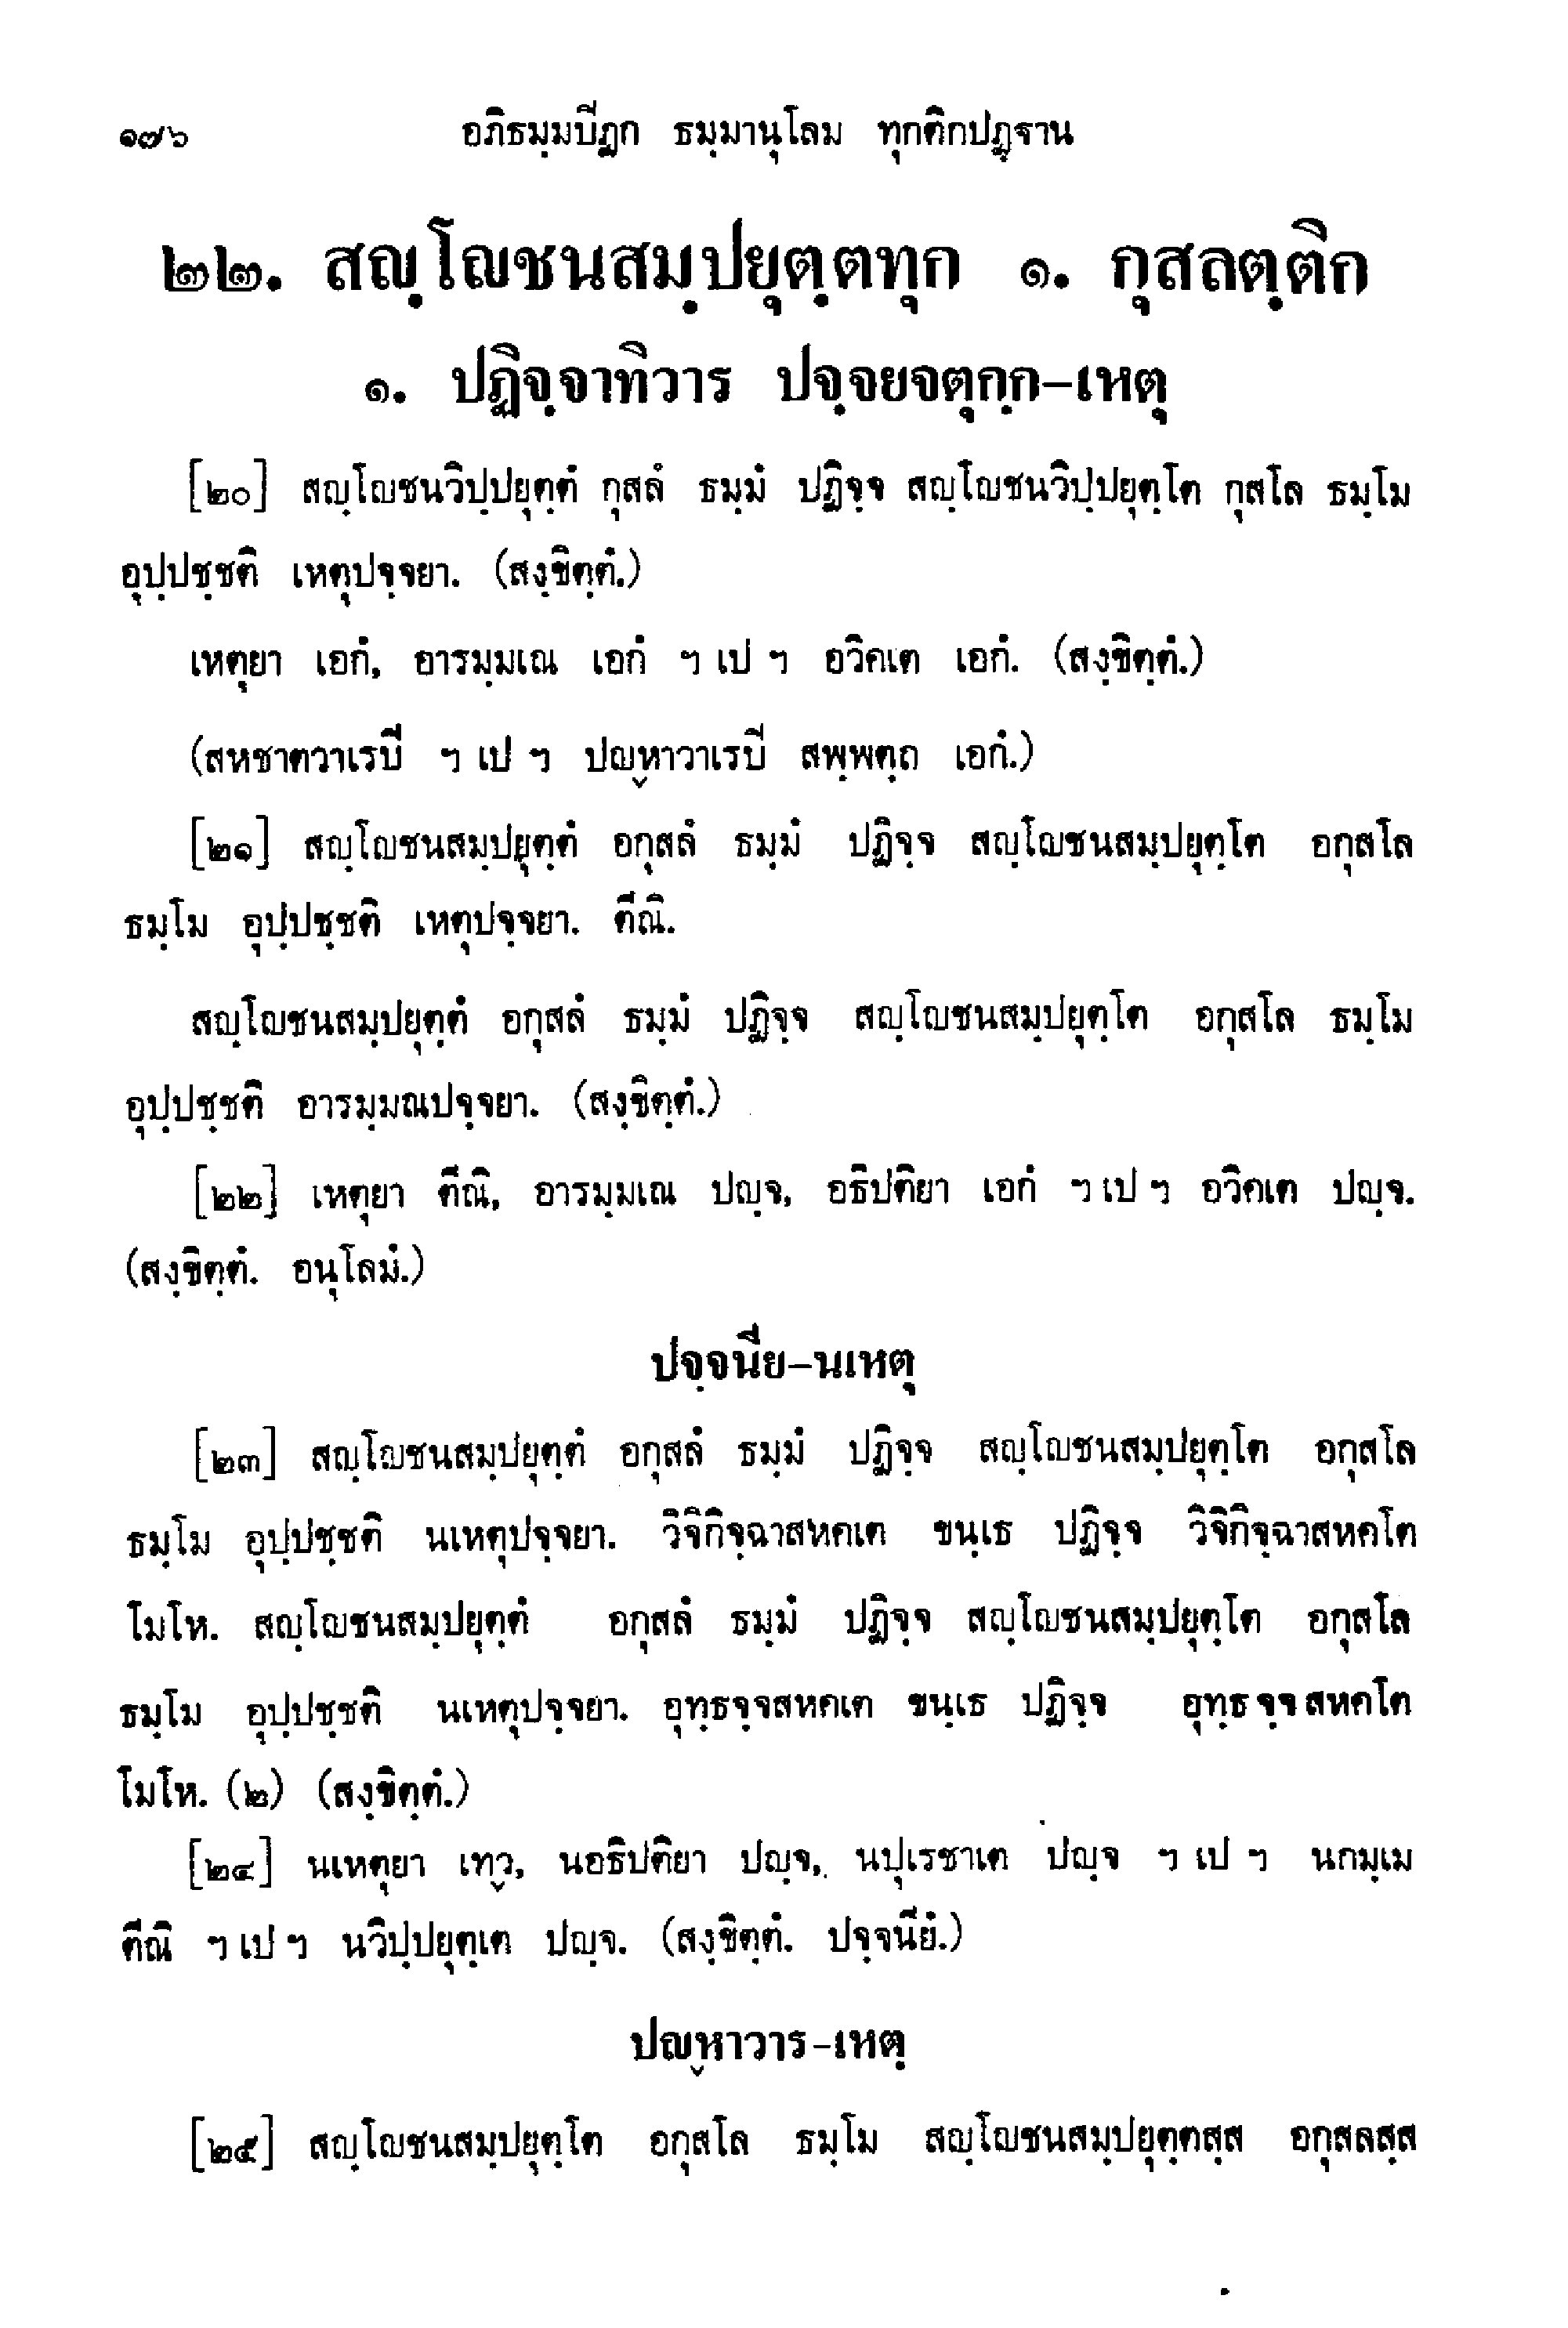 ๑๗๖ อภิธมฺมปีฏก ธมฺมานุโลม ทุกติกปฏฺฐาน
๒๒. สญฺโญชนสมฺปยุตฺตทุก ๑. กุสลตฺติก
๑. ปฏิจฺจาทิวาร ปจฺจยจตุกฺก-เหตุ
[๒๐] สญฺโญชนวิปฺปยุตฺตํ กุสลํ ธมฺมํ ปฏิจฺจ สญฺโญชนวิปฺปยุตฺโต กุสโล ธมฺโม
อุปฺปชฺชติ เหตุปจฺจยา. (สงฺขิตฺตํ.)
เหตุยา เอกํ, อารมฺมเณ เอกํ ฯ เป ฯ อวิคเต เอกํ. (สงฺขิตฺตํ.)
(สหชาตวาเรปี ฯ เป ฯ ปญฺหาวาเรปี สพฺพตฺถ เอกํ.)
[๒๑] สญฺโญชนสมฺปยุตฺตํ อกุสลํ ธมฺมํ ปฏิจฺจ สญฺโญชนสมฺปยุตฺโต อกุสโล
ธมฺโม อุปฺปชฺชติ เหตุปจฺจยา. ตีณิ.
สญฺโญชนสมฺปยุตฺตํ อกุสลํ ธมฺมํ ปฏิจฺจ สญฺโญชนสมฺปยุตฺโต อกุสโล ธมฺโม
อุปฺปชฺชติ อารมฺมณปจฺจยา. (สงฺขิตฺตํ.)
[๒๒] เหตุยา ตีณิ, อารมฺมเณ ปญฺจ, อธิปติยา เอกํ ฯ เป ฯ อวิคเต ปญฺจ.
(สงฺขิตฺตํ. อนุโลมํ.)
ปจฺจนีย-นเหตุ
[๒๓] สญฺโญชนสมฺปยุตฺตํ อกุสลํ ธมฺมํ ปฏิจฺจ สญฺโญชนสมฺปยุตฺโต อกุสโล
ธมฺโม อุปฺปชฺชติ นเหตุปจฺจยา. วิจิกิจฺฉาสหคเต ขนฺเธ ปฏิจฺจ วิจิกิจฺฉาสหคโต
โมโห. สญฺโญชนสมฺปยุตฺตํ อกุสลํ ธมฺมํ ปฏิจฺจ สญฺโญชนสมฺปยุตฺโต อกุสโล
ธมฺโม อุปฺปชฺชติ นเหตุปจฺจยา. อุทฺธจฺจสหคเต ขนฺเธ ปฏิจฺจ อุทฺธจฺจสหคโต
โมโห. (๒) (สงฺขิตฺตํ.)
[๒๔] นเหตุยา เทฺว, นอธิปติยา ปญฺจ, นปุเรชาเต ปญฺจ ฯ เป ฯ นกมฺเม
ตีณิ ฯ เป ฯ นวิปฺปยุตฺเต ปญฺจ. (สงฺขิตฺตํ. ปจฺจนียํ.)
ปญฺหาวาร-เหตุ
[๒๕] สญฺโญชนสมฺปยุตฺโต อกุสโล ธมฺโม สญฺโญชนสมฺปยุตฺตสฺส อกุสลสฺส